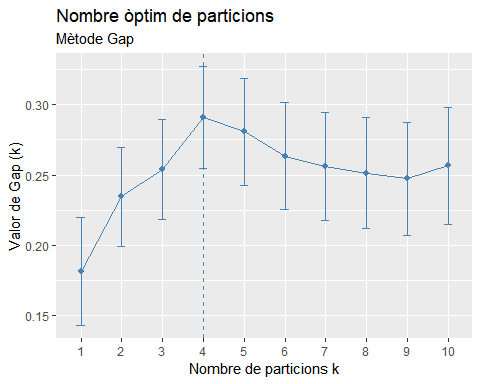 Nombre òptim de particions
Mètode Gap
Valor de Gap (k)
0.30
0.25
0.20
0.15
1 2 3 4 5 6 7 8 9 10
Nombre de particions k